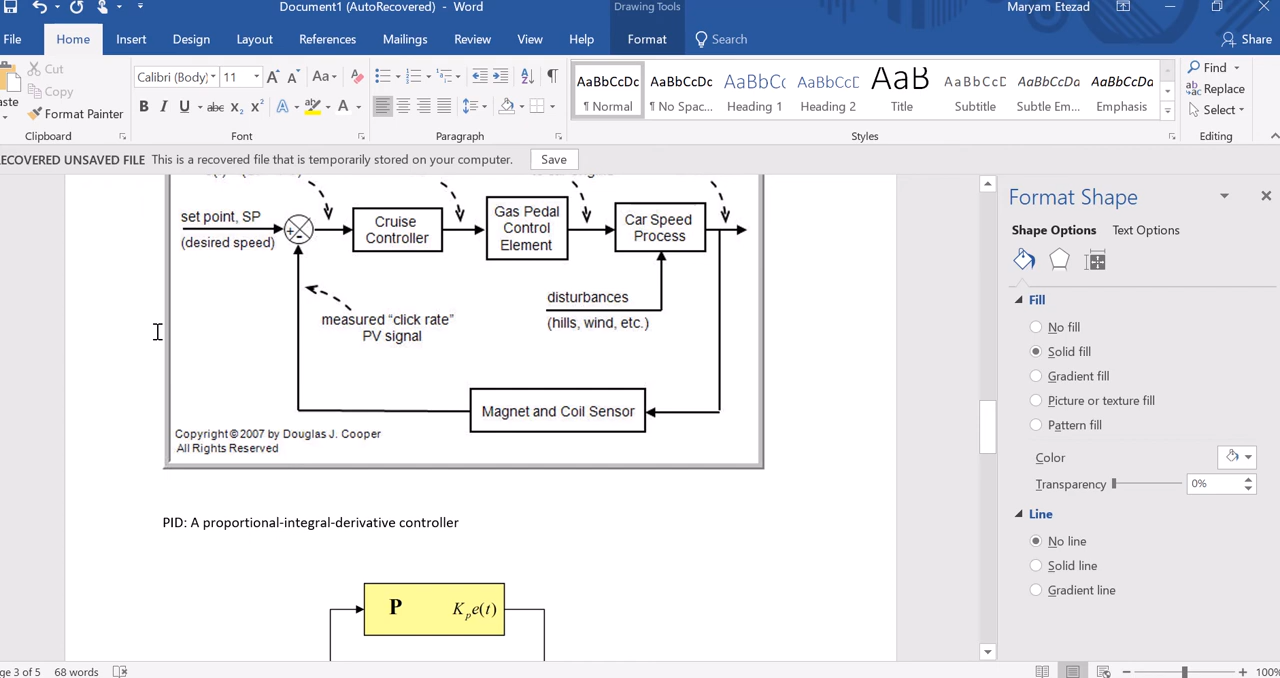 Document1 (AutoRecovered) - Word
Drawing Tools
Maryam Etezad
File Home Insert Design Layout References Mailings Review View Help Format Search Share
Cut
Copy
Format Painter
Clipboard
Calibri (Body) 11
Font
Paragraph
AaBbCcDc AaBbCcDc AaBbC( AaBbCcD AaB AaBbCcD AaBbCcDa AaBbCcDa
¶ Normal ¶ No Spac... Heading 1 Heading 2 Title Subtitle Subtle Em... Emphasis
Styles
Find
Replace
Select
Editing
ECOVERED UNSAVED FILE This is a recovered file that is temporarily stored on your computer. Save
set point, SP
(desired speed)
+
-
Cruise
Controller
Gas Pedal
Control
Element
Car Speed
Process
disturbances
(hills, wind, etc.)
measured “click rate”
PV signal
Magnet and Coil Sensor
Copyright©2007 by Douglas J. Cooper
All Rights Reserved
PID: A proportional-integral-derivative controller
P Kpe(t)
Format Shape
Shape Options Text Options
Fill
No fill
Solid fill
Gradient fill
Picture or texture fill
Pattern fill
Color
Transparency 0%
Line
No line
Solid line
Gradient line
ge 3 of 5 68 words
100%